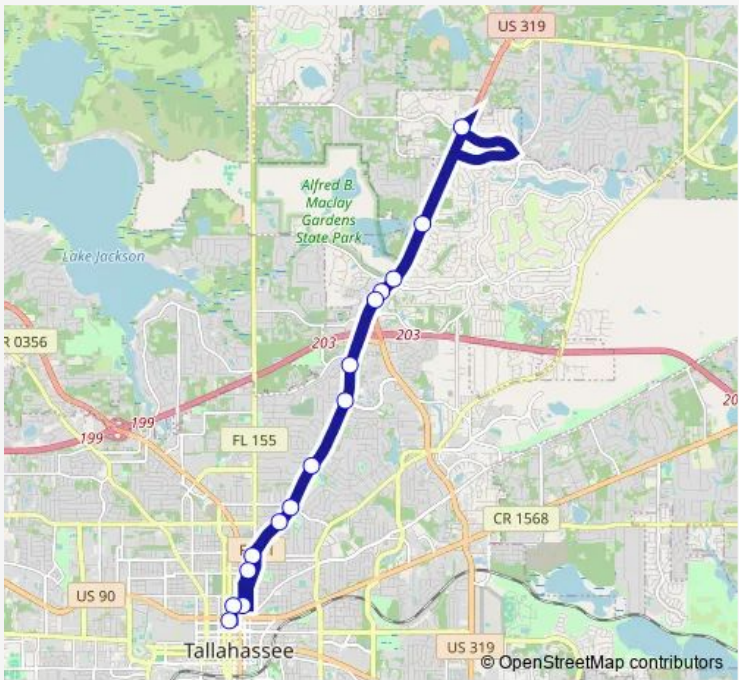 US 319
Alfred B.
Maclay
Gardens
State Park
Lake Jackson
R 0356
203
203
20
199
199
FL 155
CR 1568
US 90
Tallahassee
US 319
© OpenStreetMap contributors